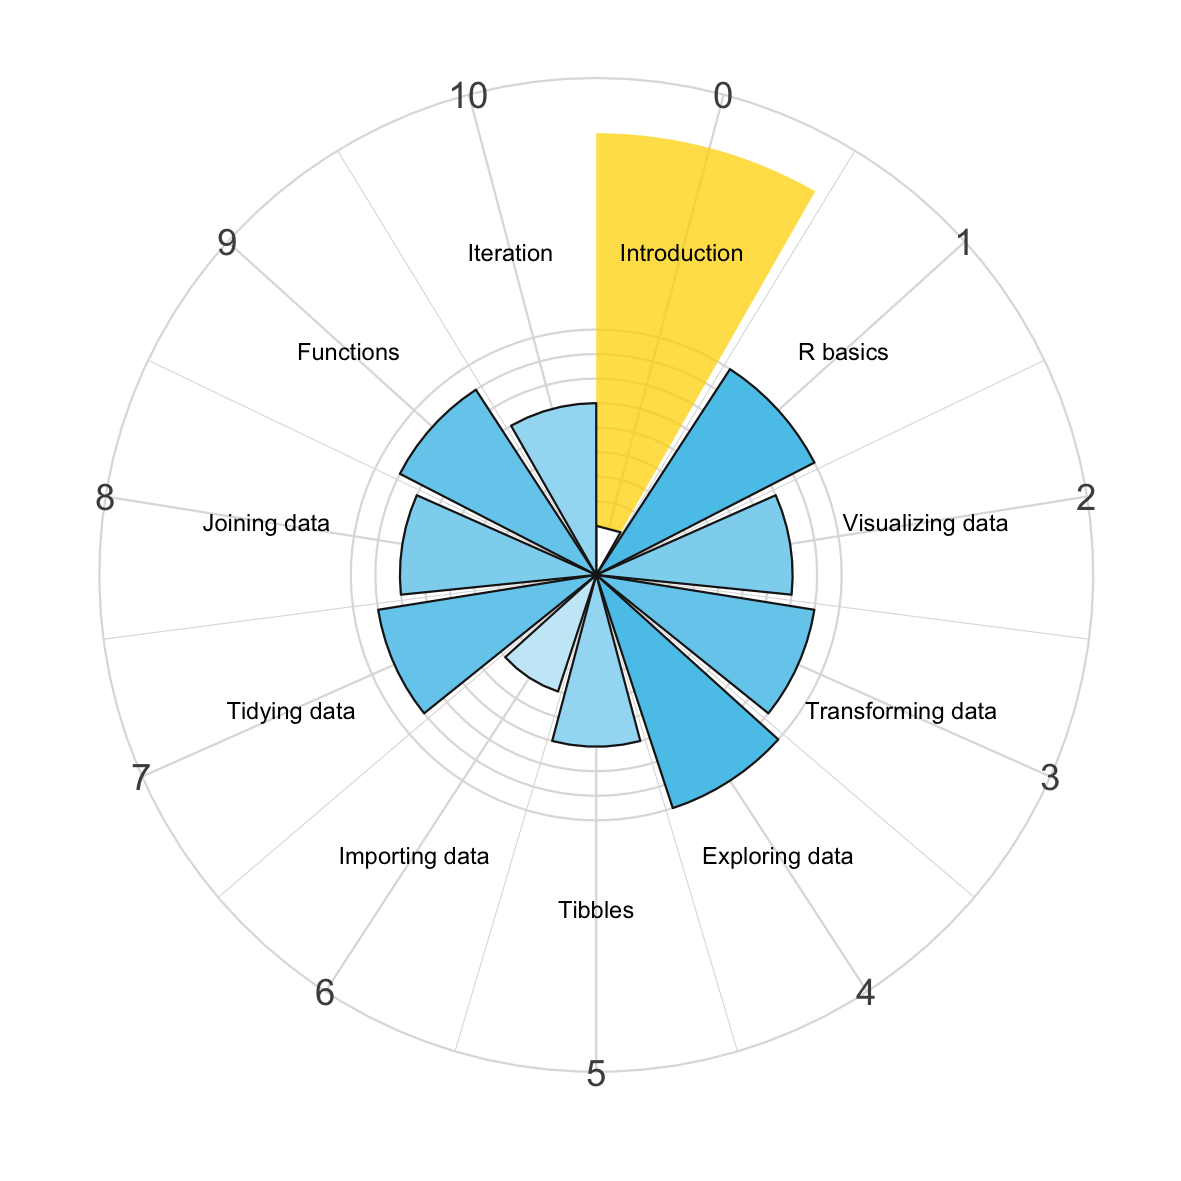 10
0
9
Iteration
Introduction
1
Functions
R basics
8
Joining data
Visualizing data
2
Tidying data
Transforming data
7
3
Importing data
Exploring data
Tibbles
6
4
5